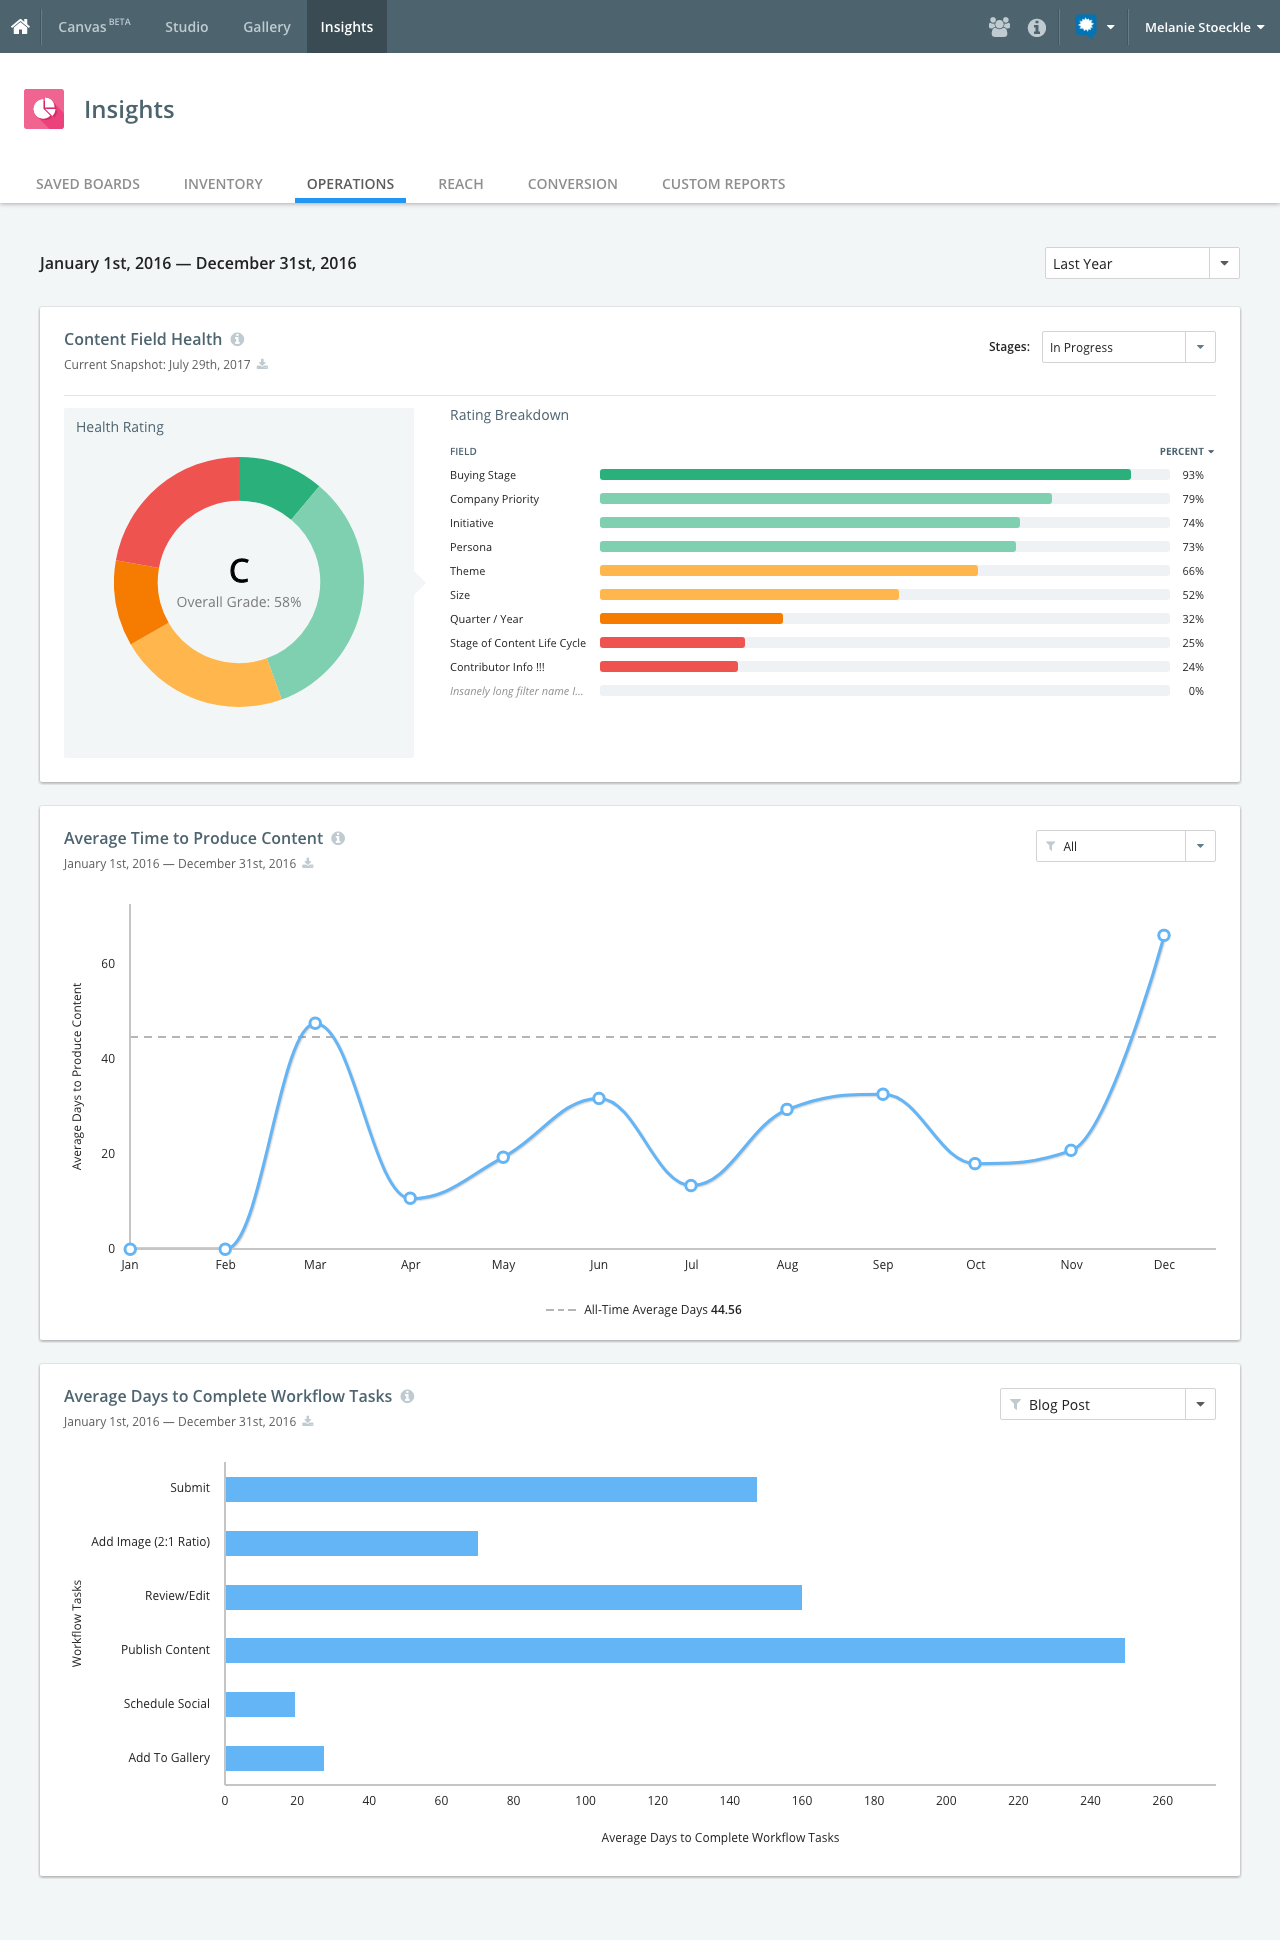 Canvas BETA Studio Gallery Insights Melanie Stoeckle
Insights
SAVED BOARDS INVENTORY OPERATIONS REACH CONVERSION CUSTOM REPORTS
January 1st, 2016 — December 31st, 2016 Last Year
Content Field Health
Current Snapshot: July 29th, 2017
Stages: In Progress
Health Rating
C
Overall Grade: 58%
Rating Breakdown
FIELD PERCENT
Buying Stage 93%
Company Priority 79%
Initiative 74%
Persona 73%
Theme 66%
Size 52%
Quarter / Year 32%
Stage of Content Life Cycle 25%
Contributor Info !!! 24%
Insanely long filter name l... 0%
Average Time to Produce Content
January 1st, 2016 — December 31st, 2016
All
Average Days to Produce Content
60
40
20
0
Jan Feb Mar Apr May Jun Jul Aug Sep Oct Nov Dec
All-Time Average Days 44.56
Average Days to Complete Workflow Tasks
January 1st, 2016 — December 31st, 2016
Blog Post
Workflow Tasks
Submit
Add Image (2:1 Ratio)
Review/Edit
Publish Content
Schedule Social
Add To Gallery
0 20 40 60 80 100 120 140 160 180 200 220 240 260
Average Days to Complete Workflow Tasks